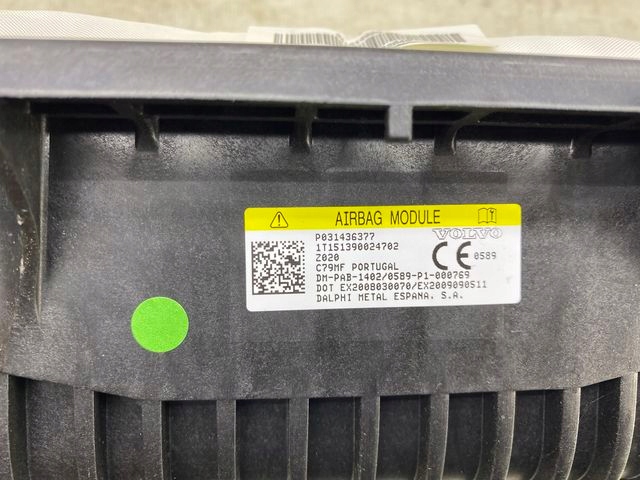 AIRBAG MODULE
P031436377
VOLVO
1T151390024702
Z020
CE 0589
C79MF PORTUGAL
DM-PAB-1402/0589-P1-000769
DOT EX2008030070/EX2009090511
DALPHI METAL ESPANA. S.A.